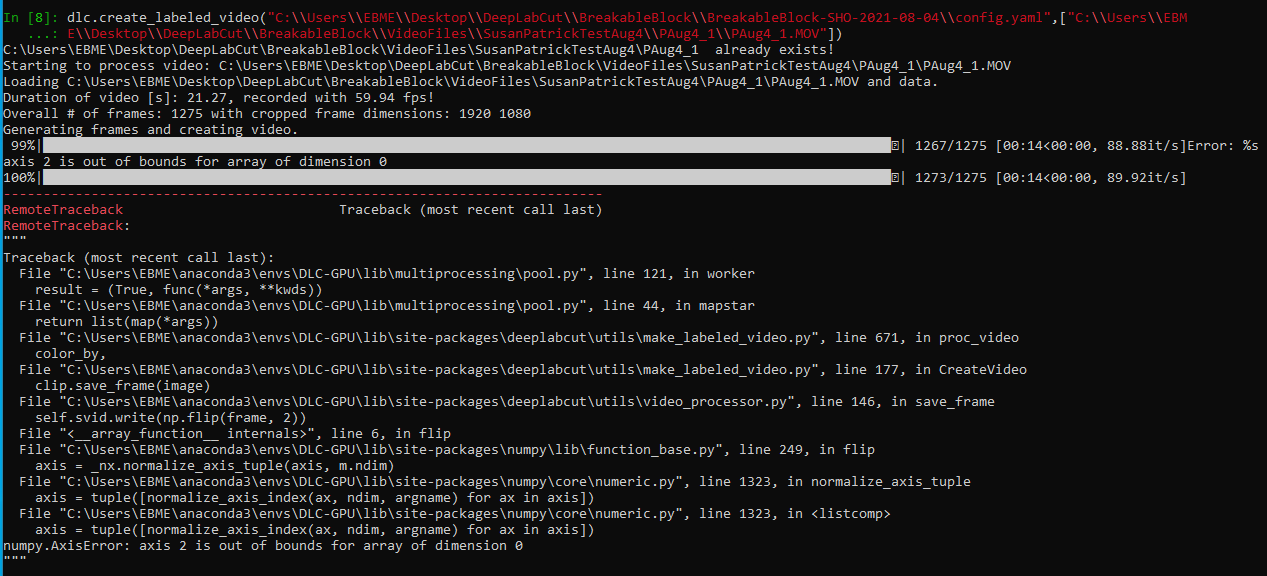 In [8]: dlc.create_labeled_video("C:\\Users\\EBME\\Desktop\\DeepLabCut\\BreakableBlock\\BreakableBlock-SHO-2021-08-04\\config.yaml",["C:\\Users\\EBM
...: E\\Desktop\\DeepLabCut\\BreakableBlock\\VideoFiles\\SusanPatrickTestAug4\\PAug4_1\\PAug4_1.MOV"])
C:\Users\EBME\Desktop\DeepLabCut\BreakableBlock\VideoFiles\SusanPatrickTestAug4\PAug4_1  already exists!
Starting to process video: C:\Users\EBME\Desktop\DeepLabCut\BreakableBlock\VideoFiles\SusanPatrickTestAug4\PAug4_1\PAug4_1.MOV
Loading C:\Users\EBME\Desktop\DeepLabCut\BreakableBlock\VideoFiles\SusanPatrickTestAug4\PAug4_1\PAug4_1.MOV and data.
Duration of video [s]: 21.27, recorded with 59.94 fps!
Overall # of frames: 1275 with cropped frame dimensions: 1920 1080
Generating frames and creating video.
99%| | 1267/1275 [00:14<00:00, 88.88it/s]Error: %s
axis 2 is out of bounds for array of dimension 0
100%| | 1273/1275 [00:14<00:00, 89.92it/s]
---------------------------------------------------------------------------
RemoteTraceback                           Traceback (most recent call last)
RemoteTraceback:
"""
Traceback (most recent call last):
  File "C:\Users\EBME\anaconda3\envs\DLC-GPU\lib\multiprocessing\pool.py", line 121, in worker
    result = (True, func(*args, **kwds))
  File "C:\Users\EBME\anaconda3\envs\DLC-GPU\lib\multiprocessing\pool.py", line 44, in mapstar
    return list(map(*args))
  File "C:\Users\EBME\anaconda3\envs\DLC-GPU\lib\site-packages\deeplabcut\utils\make_labeled_video.py", line 671, in proc_video
    color_by,
  File "C:\Users\EBME\anaconda3\envs\DLC-GPU\lib\site-packages\deeplabcut\utils\make_labeled_video.py", line 177, in CreateVideo
    clip.save_frame(image)
  File "C:\Users\EBME\anaconda3\envs\DLC-GPU\lib\site-packages\deeplabcut\utils\video_processor.py", line 146, in save_frame
    self.svid.write(np.flip(frame, 2))
  File "<__array_function__ internals>", line 6, in flip
  File "C:\Users\EBME\anaconda3\envs\DLC-GPU\lib\site-packages\numpy\lib\function_base.py", line 249, in flip
    axis = _nx.normalize_axis_tuple(axis, m.ndim)
  File "C:\Users\EBME\anaconda3\envs\DLC-GPU\lib\site-packages\numpy\core\numeric.py", line 1323, in normalize_axis_tuple
    axis = tuple([normalize_axis_index(ax, ndim, argname) for ax in axis])
  File "C:\Users\EBME\anaconda3\envs\DLC-GPU\lib\site-packages\numpy\core\numeric.py", line 1323, in <listcomp>
    axis = tuple([normalize_axis_index(ax, ndim, argname) for ax in axis])
numpy.AxisError: axis 2 is out of bounds for array of dimension 0
"""